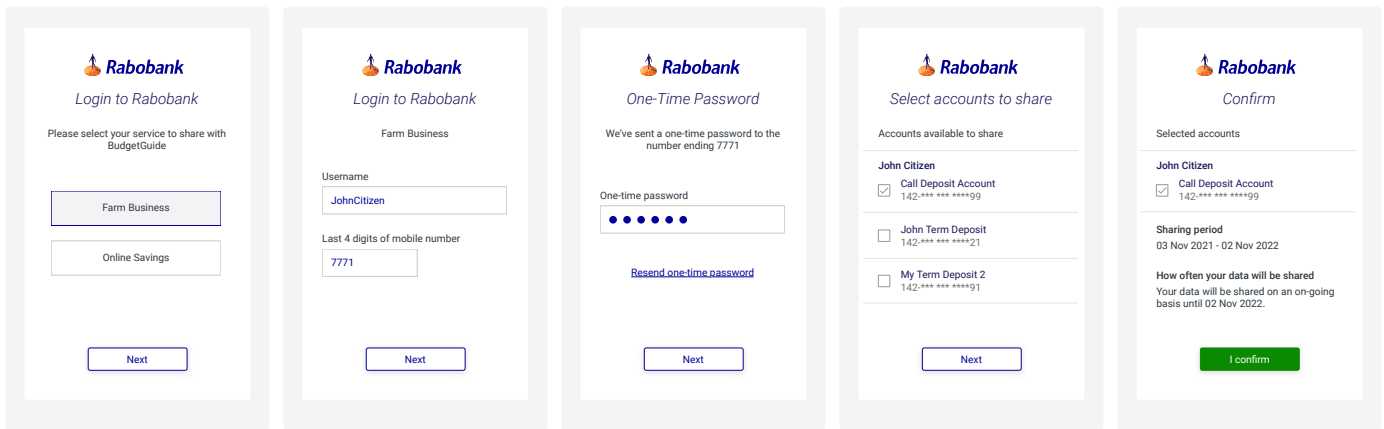 Rabobank
Login to Rabobank
Please select your service to share with
BudgetGuide
Farm Business
Online Savings
Next
Rabobank
Login to Rabobank
Farm Business
Username
JohnCitizen
Last 4 digits of mobile number
7771
Next
Rabobank
One-Time Password
We've sent a one-time password to the
number ending 7771
One-time password
Resend one-time password
Next
Rabobank
Select accounts to share
Accounts available to share
John Citizen
Call Deposit Account
142-*** *** ****99
John Term Deposit
142-*** *** ****21
My Term Deposit 2
142-*** *** ****91
Next
Rabobank
Confirm
Selected accounts
John Citizen
Call Deposit Account
142-*** *** ****99
Sharing period
03 Nov 2021 - 02 Nov 2022
How often your data will be shared
Your data will be shared on an on-going
basis until 02 Nov 2022.
I confirm